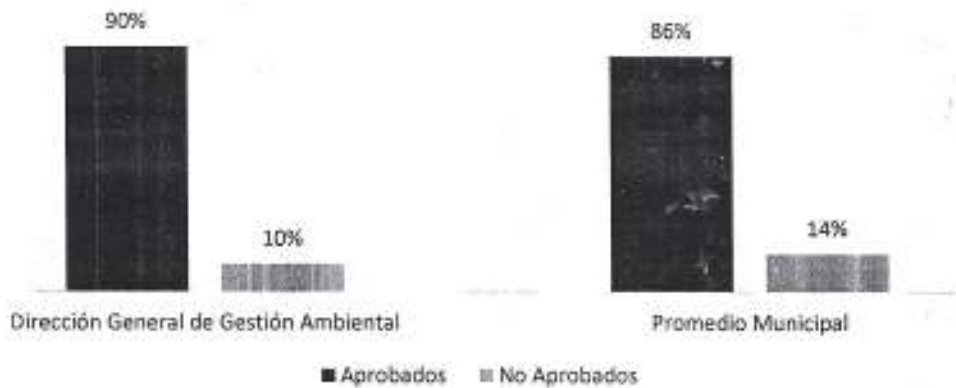 90%
86%
10%
14%
Dirección General de Gestión Ambiental
Promedio Municipal
Aprobados
No Aprobados